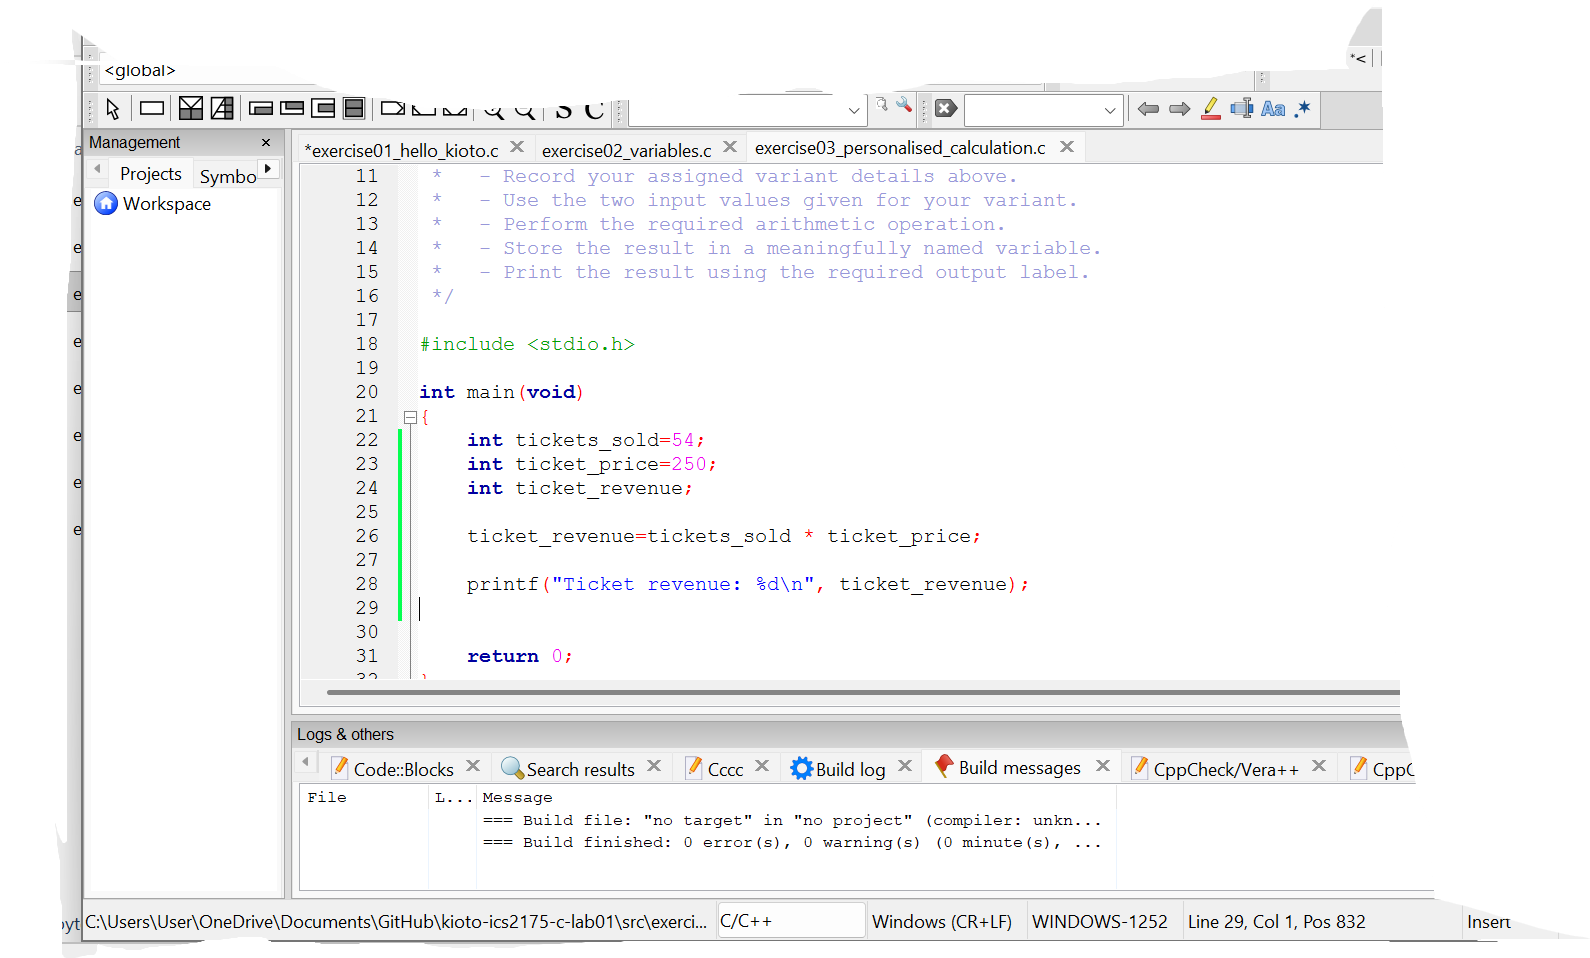 <global>
*<
S C
Aa .*
Management ×
Projects Symbo
Workspace
*exercise01_hello_kioto.c exercise02_variables.c exercise03_personalised_calculation.c
11 * - Record your assigned variant details above.
12 * - Use the two input values given for your variant.
13 * - Perform the required arithmetic operation.
14 * - Store the result in a meaningfully named variable.
15 * - Print the result using the required output label.
16 */
17
18 #include <stdio.h>
19
20 int main(void)
21 {
22 int tickets_sold=54;
23 int ticket_price=250;
24 int ticket_revenue;
25
26 ticket_revenue=tickets_sold * ticket_price;
27
28 printf("Ticket revenue: %d\n", ticket_revenue);
29
30
31 return 0;
32 }
Logs & others
Code::Blocks Search results Cccc Build log Build messages CppCheck/Vera++ CppC
File L... Message
=== Build file: "no target" in "no project" (compiler: unkn...
=== Build finished: 0 error(s), 0 warning(s) (0 minute(s), ...
C:\Users\User\OneDrive\Documents\GitHub\kioto-ics2175-c-lab01\src\exerci... C/C++ Windows (CR+LF) WINDOWS-1252 Line 29, Col 1, Pos 832 Insert